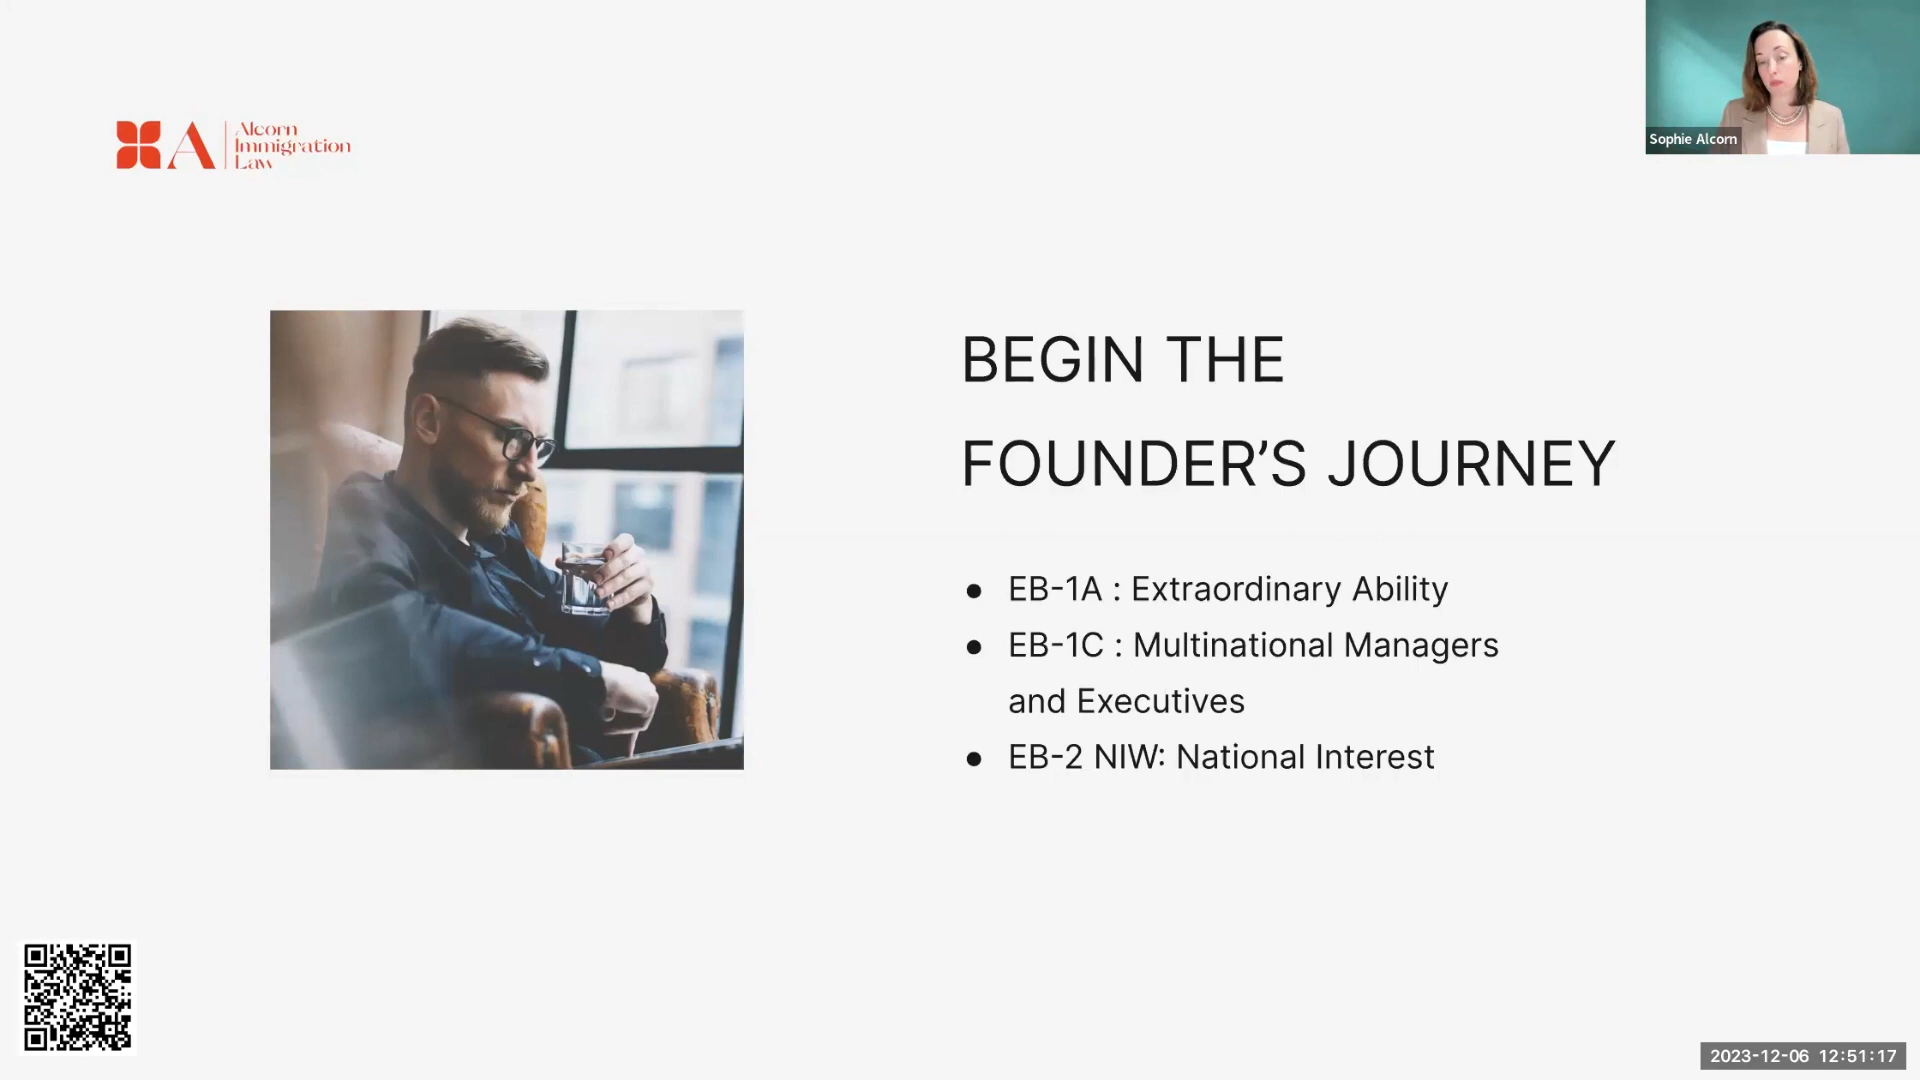 Sophie Alcorn
A
Alcorn
Immigration
Law
BEGIN THE
FOUNDER’S JOURNEY
● EB-1A : Extraordinary Ability
● EB-1C : Multinational Managers
and Executives
● EB-2 NIW: National Interest
2023-12-06 12:51:17